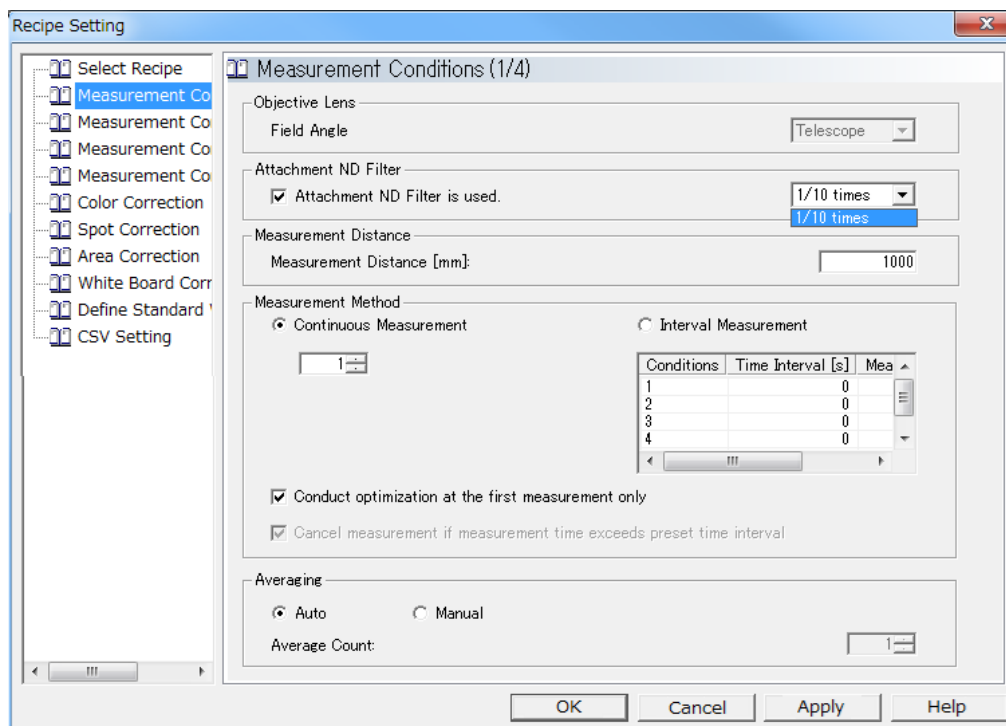 Recipe Setting
Select Recipe
Measurement Co
Measurement Co
Measurement Co
Measurement Co
Color Correction
Spot Correction
Area Correction
White Board Corr
Define Standard
CSV Setting
Measurement Conditions (1/4)
Objective Lens
Field Angle Telescope
Attachment ND Filter
Attachment ND Filter is used. 1/10 times
1/10 times
Measurement Distance
Measurement Distance [mm]: 1000
Measurement Method
Continuous Measurement Interval Measurement
1
Conditions Time Interval [s] Mea
1 0
2 0
3 0
4 0
Conduct optimization at the first measurement only
Cancel measurement if measurement time exceeds preset time interval
Averaging
Auto Manual
Average Count: 1
OK Cancel Apply Help